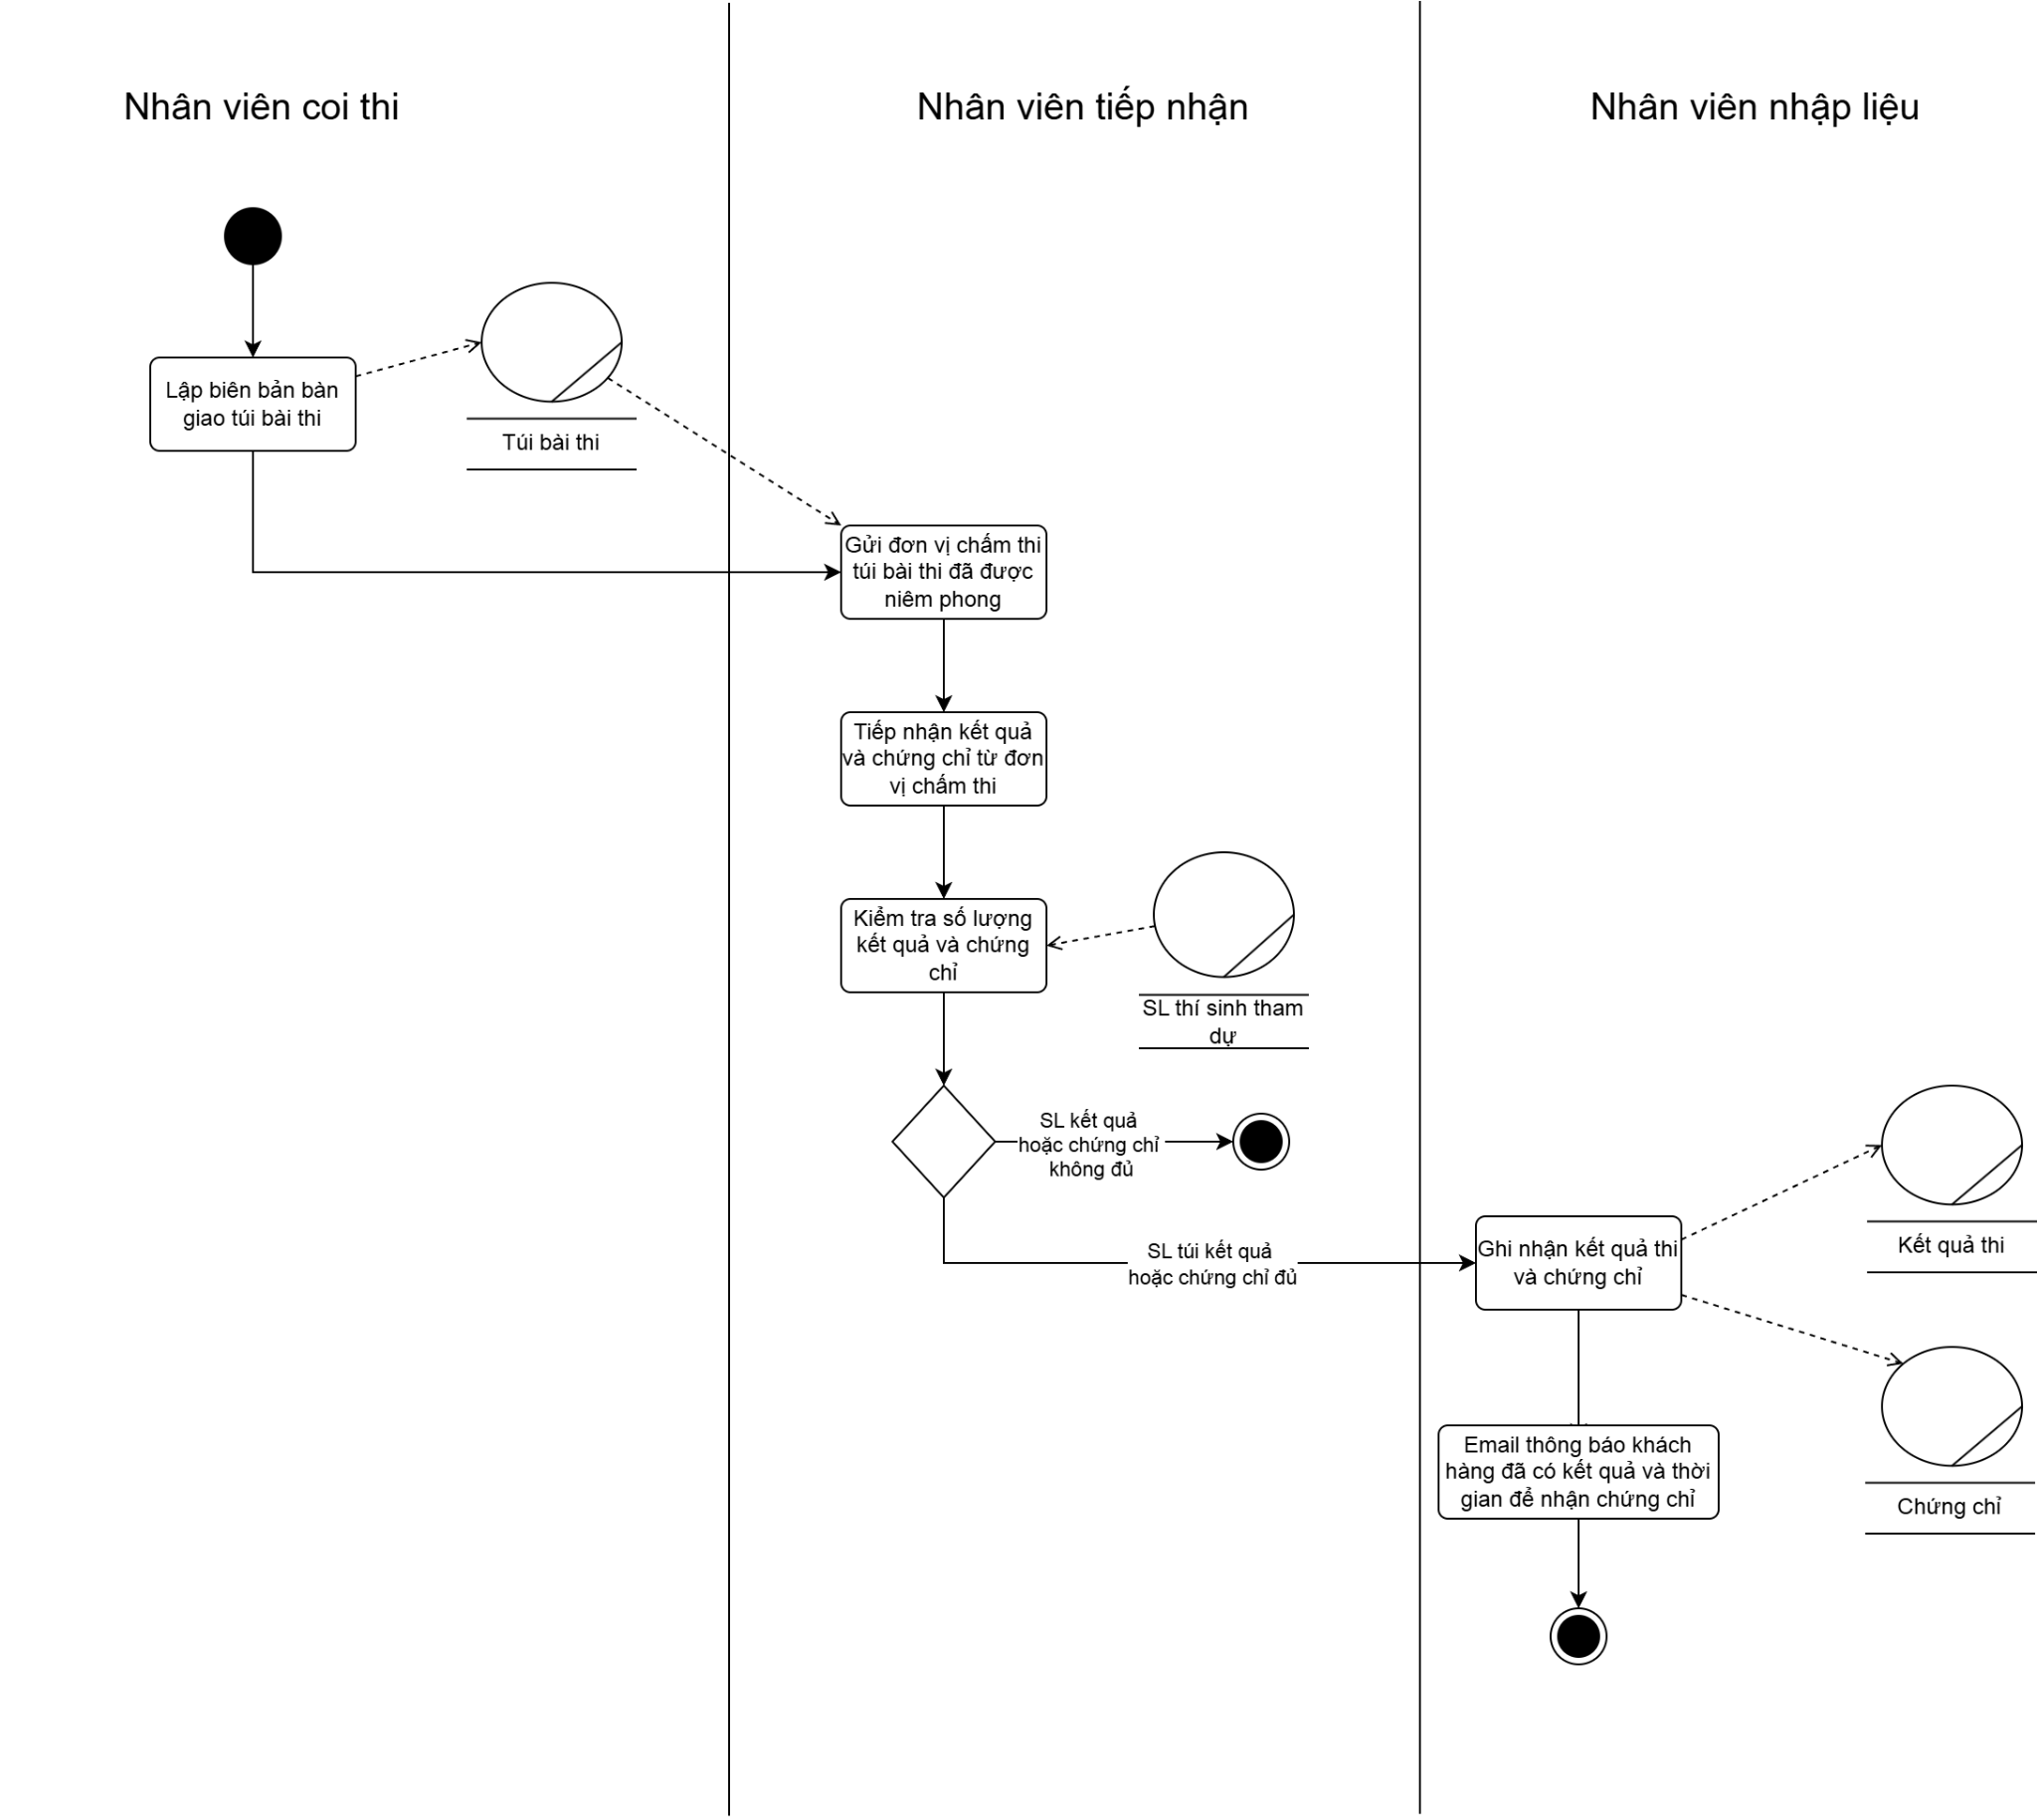 Nhân viên coi thi
Nhân viên tiếp nhận
Nhân viên nhập liệu
Lập biên bản bàn
giao túi bài thi
Túi bài thi
Gửi đơn vị chấm thi
túi bài thi đã được
niêm phong
Tiếp nhận kết quả
và chứng chỉ từ đơn
vị chấm thi
Kiểm tra số lượng
kết quả và chứng
chỉ
SL thí sinh tham
dự
SL kết quả
hoặc chứng chỉ
không đủ
SL túi kết quả
hoặc chứng chỉ đủ
Ghi nhận kết quả thi
và chứng chỉ
Kết quả thi
Email thông báo khách
hàng đã có kết quả và thời
gian để nhận chứng chỉ
Chứng chỉ